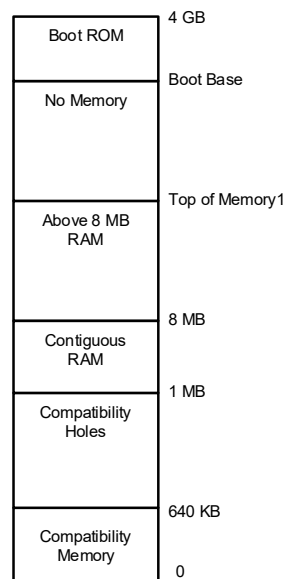 4 GB
Boot ROM
Boot Base
No Memory
Top of Memory1
Above 8 MB
RAM
8 MB
Contiguous
RAM
1 MB
Compatibility
Holes
640 KB
Compatibility
Memory
0